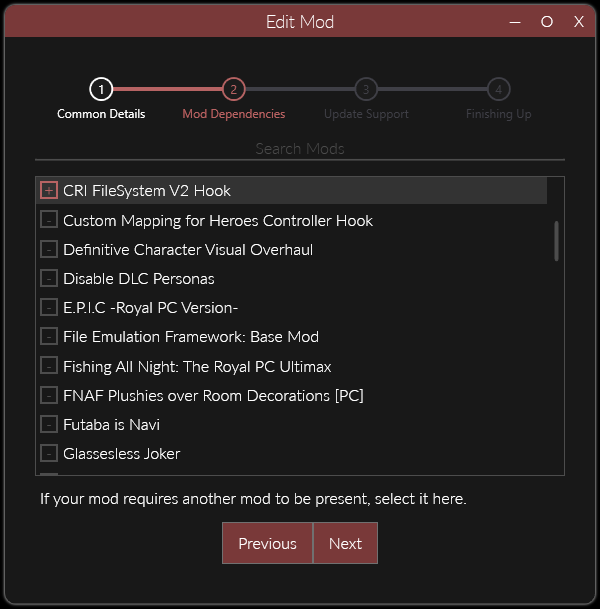 Edit Mod
1 2 3 4
Common Details Mod Dependencies Update Support Finishing Up
Search Mods
+ CRI FileSystem V2 Hook
- Custom Mapping for Heroes Controller Hook
- Definitive Character Visual Overhaul
- Disable DLC Personas
- E.P.I.C -Royal PC Version-
- File Emulation Framework: Base Mod
- Fishing All Night: The Royal PC Ultimax
- FNAF Plushies over Room Decorations [PC]
- Futaba is Navi
- Glassesless Joker
If your mod requires another mod to be present, select it here.
Previous Next